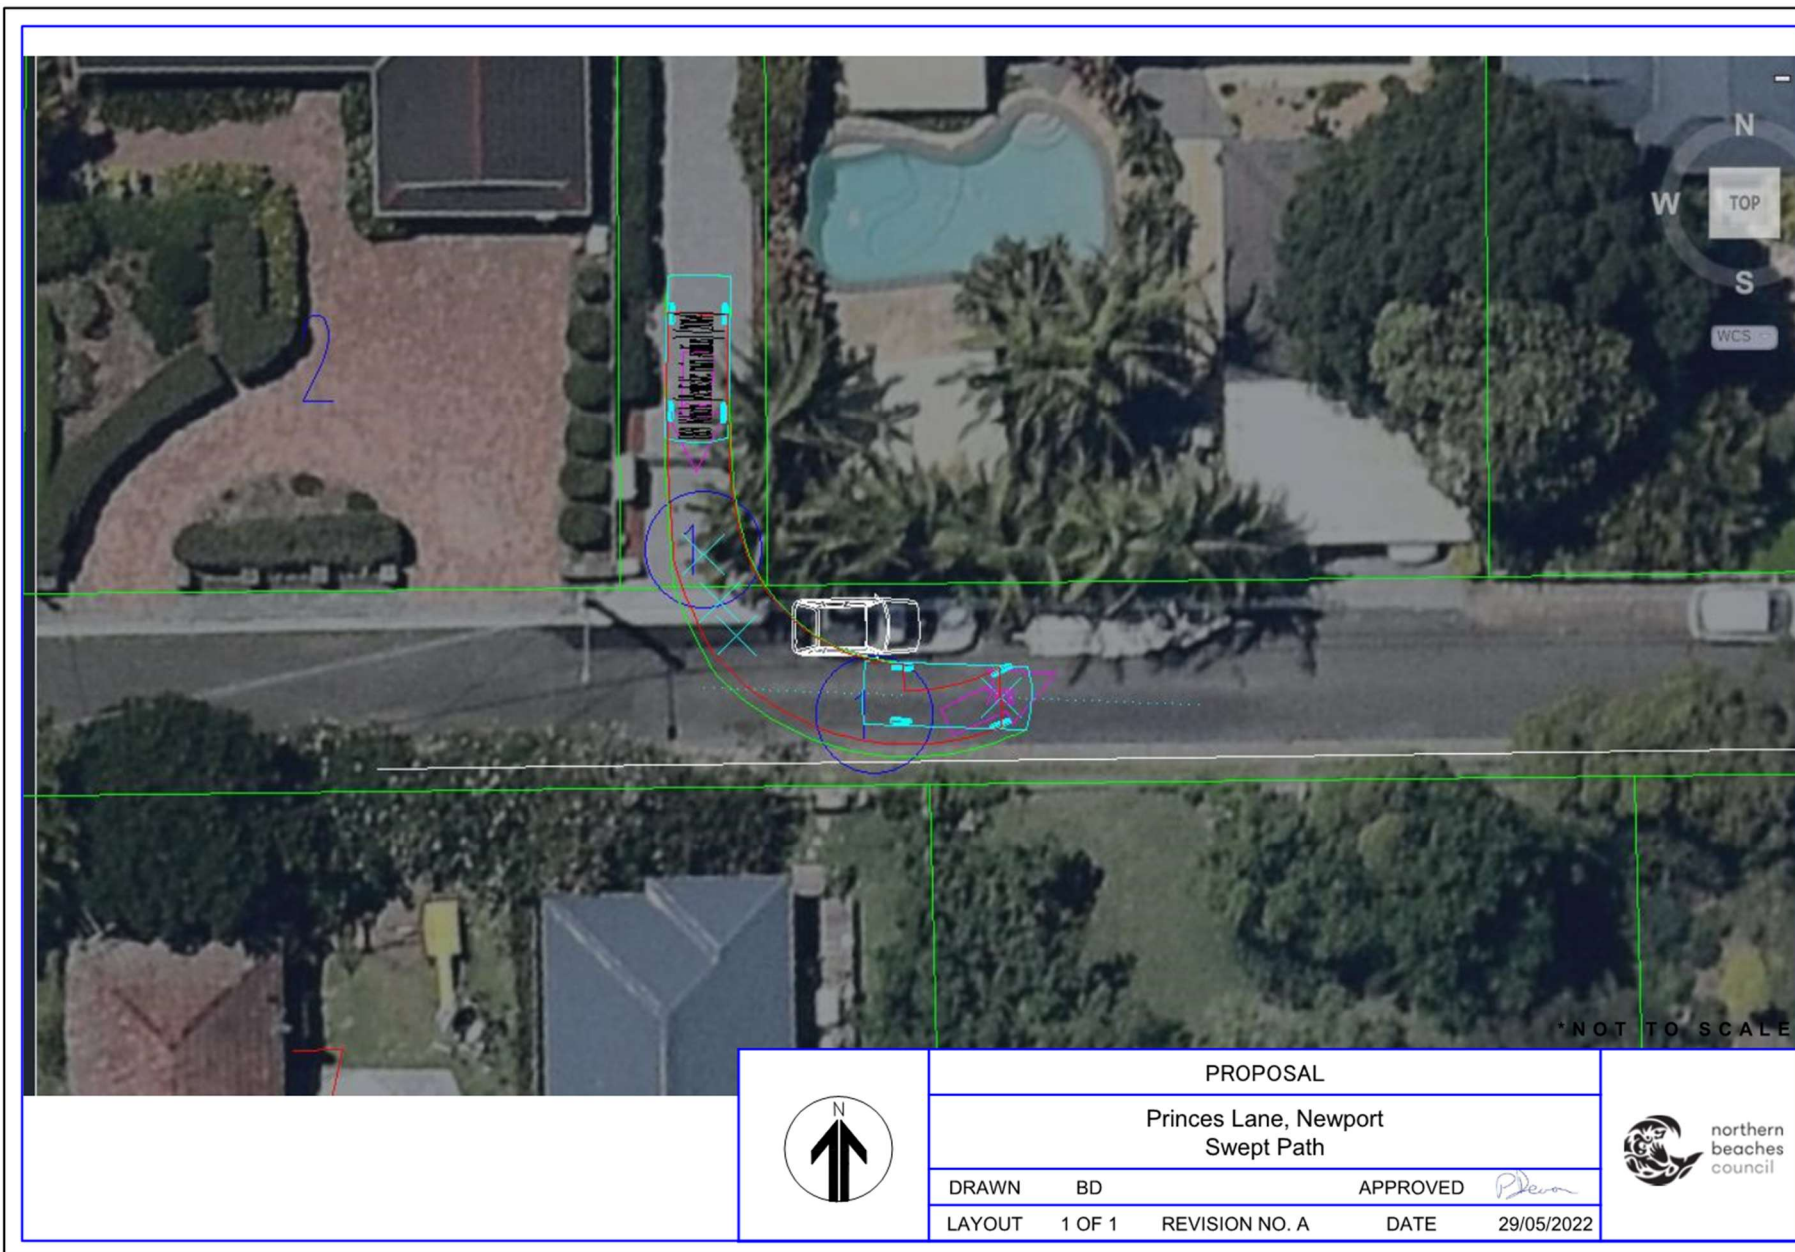 N
W
TOP
S
WCS
2
1
1
*NOT TO SCALE
N
PROPOSAL
Princes Lane, Newport
Swept Path
DRAWN BD APPROVED
LAYOUT 1 OF 1 REVISION NO. A DATE 29/05/2022
northern
beaches
council